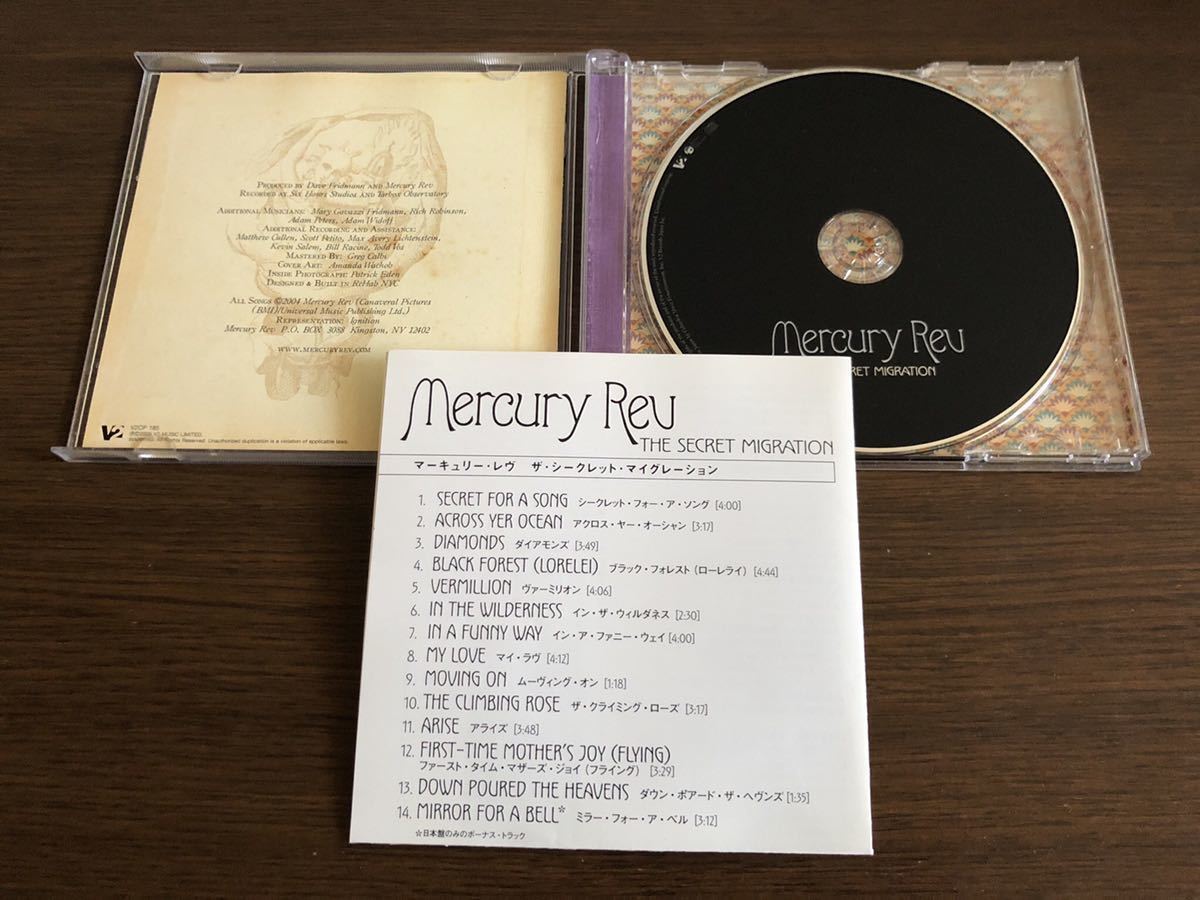 PRODUCED BY Dave Fridmann AND Mercury Rev
RECORDED AT Six Hours Studios AND Tarbox Observatory
ADDITIONAL MUSICIANS: Mary Gavazzi Fridmann, Rich Robinson,
Adam Peters, Adam Widoff
ADDITIONAL RECORDING AND ASSISTANCE:
Matthew Cullen, Scott Petito, Max Avery Lichtenstein,
Kevin Salem, Bill Racine, Todd Vos
MASTERED BY: Greg Calbi
COVER ART: Amanda Wachob
INSIDE PHOTOGRAPH: Patrick Eden
DESIGNED & BUILT IN ReHab NYC
ALL SONGS ©2004 Mercury Rev (Canaveral Pictures
(BMI)/Universal Music Publishing Ltd.)
REPRESENTATION: Ignition
Mercury Rev P.O. BOX 3088 Kingston, NY 12402
WWW.MERCURYREV.COM
V2
V2CP 185
MUSIC LIMITED.
All Rights Reserved. Unauthorized duplication is a violation of applicable laws.
V2
Mercury Rev
RET MIGRATION
Mercury Rev
THE SECRET MIGRATION
マーキュリー・レヴ ザ・シークレット・マイグレーション
1. SECRET FOR A SONG シークレット・フォー・ア・ソング [4:00]
2. ACROSS YER OCEAN アクロス・ヤー・オーシャン [3:17]
3. DIAMONDS ダイアモンズ [3:49]
4. BLACK FOREST (LORELEI) ブラック・フォレスト(ローレライ) [4:44]
5. VERMILLION ヴァーミリオン [4:06]
6. IN THE WILDERNESS イン・ザ・ウィルダネス [2:30]
7. IN A FUNNY WAY イン・ア・ファニー・ウェイ [4:00]
8. MY LOVE マイ・ラヴ [4:12]
9. MOVING ON ムーヴィング・オン [1:18]
10. THE CLIMBING ROSE ザ・クライミング・ローズ [3:17]
11. ARISE アライズ [3:48]
12. FIRST-TIME MOTHER'S JOY (FLYING)
ファースト・タイム・マザーズ・ジョイ(フライング) [3:29]
13. DOWN POURED THE HEAVENS ダウン・ポアード・ザ・ヘヴンズ [1:35]
14. MIRROR FOR A BELL☆ ミラー・フォー・ア・ベル [3:12]
☆日本盤のみのボーナス・トラック